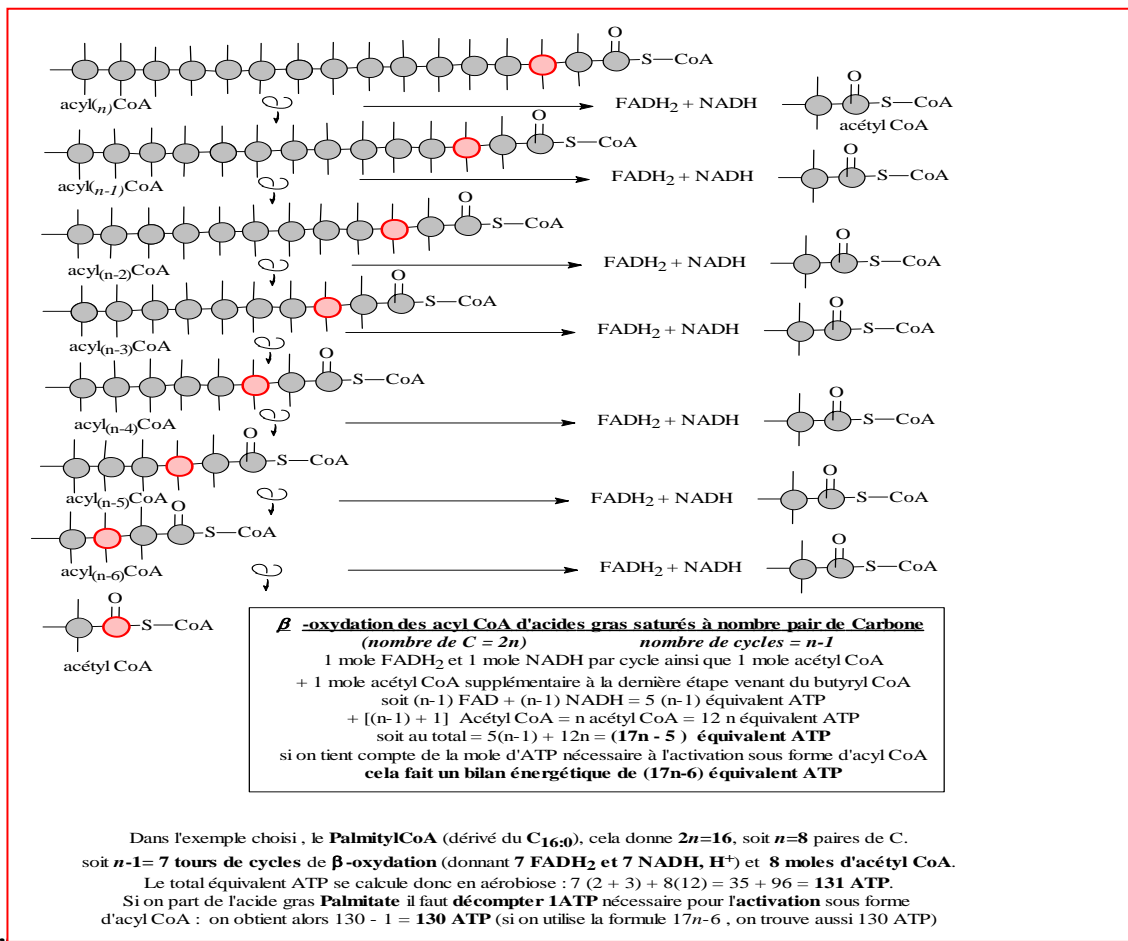 O
S—CoA
acyl(n)CoA
FADH₂ + NADH
O
S—CoA
acétyl CoA
O
S—CoA
acyl(n-1)CoA
FADH₂ + NADH
O
S—CoA
O
S—CoA
acyl(n-2)CoA
FADH₂ + NADH
O
S—CoA
O
S—CoA
acyl(n-3)CoA
FADH₂ + NADH
O
S—CoA
O
S—CoA
acyl(n-4)CoA
FADH₂ + NADH
O
S—CoA
O
S—CoA
acyl(n-5)CoA
FADH₂ + NADH
O
S—CoA
O
S—CoA
acyl(n-6)CoA
FADH₂ + NADH
O
S—CoA
O
S—CoA
acétyl CoA
β -oxydation des acyl CoA d'acides gras saturés à nombre pair de Carbone
(nombre de C = 2n) nombre de cycles = n-1
1 mole FADH₂ et 1 mole NADH par cycle ainsi que 1 mole acétyl CoA
+ 1 mole acétyl CoA supplémentaire à la dernière étape venant du butyryl CoA
soit (n-1) FAD + (n-1) NADH = 5 (n-1) équivalent ATP
+ [(n-1) + 1] Acétyl CoA = n acétyl CoA = 12 n équivalent ATP
soit au total = 5(n-1) + 12n = (17n - 5 ) équivalent ATP
si on tient compte de la mole d'ATP nécessaire à l'activation sous forme d'acyl CoA
cela fait un bilan énergétique de (17n-6) équivalent ATP
Dans l'exemple choisi , le PalmitylCoA (dérivé du C₁₆:₀), cela donne 2n=16, soit n=8 paires de C.
soit n-1= 7 tours de cycles de β-oxydation (donnant 7 FADH₂ et 7 NADH, H⁺) et 8 moles d'acétyl CoA.
Le total équivalent ATP se calcule donc en aérobiose : 7 (2 + 3) + 8(12) = 35 + 96 = 131 ATP.
Si on part de l'acide gras Palmitate il faut décompter 1ATP nécessaire pour l'activation sous forme
d'acyl CoA : on obtient alors 130 - 1 = 130 ATP (si on utilise la formule 17n-6 , on trouve aussi 130 ATP)